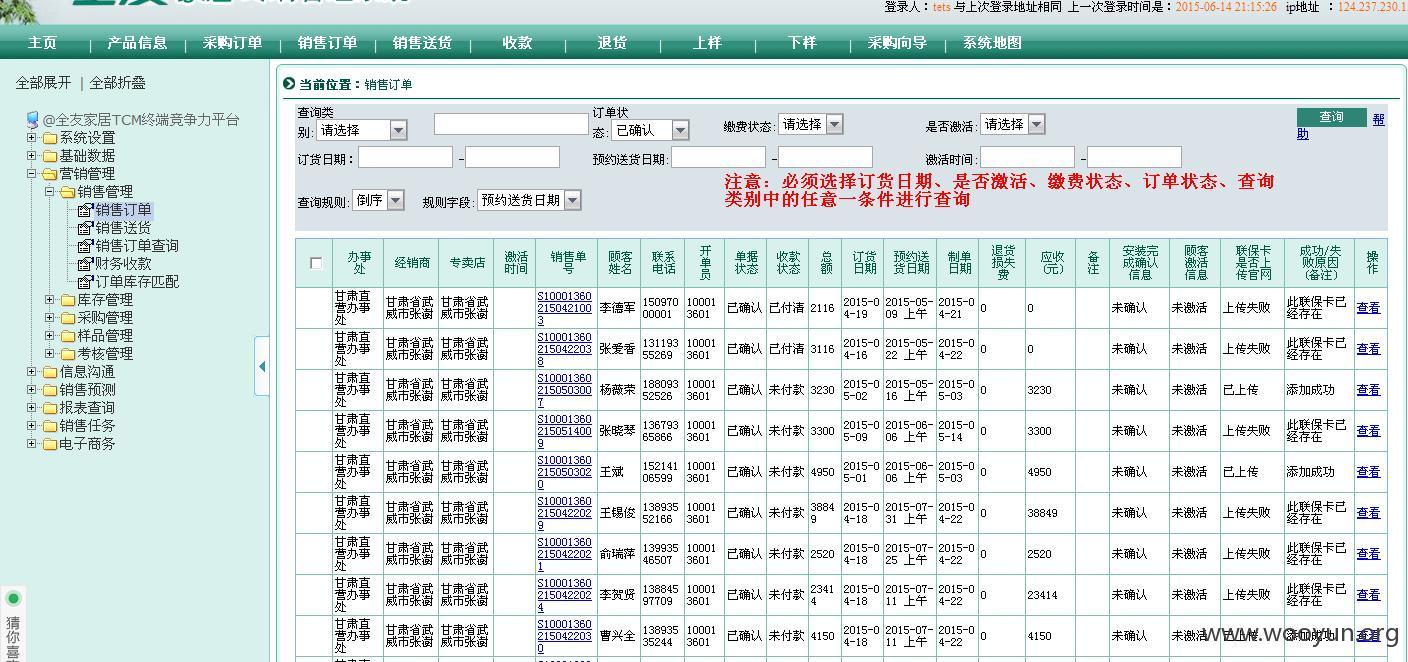 登录人：tets 与上次登录地址相同 上一次登录时间是：2015-06-14 21:15:26 ip地址 ：124.237.230.1
主页 产品信息 采购订单 销售订单 销售送货 收款 退货 上样 下样 采购向导 系统地图
全部展开 | 全部折叠
@全友家居TCM终端竞争力平台
系统设置
基础数据
营销管理
销售管理
销售订单
销售送货
销售订单查询
财务收款
订单库存匹配
库存管理
采购管理
样品管理
考核管理
信息沟通
销售预测
报表查询
销售任务
电子商务
猜你喜
当前位置：销售订单
查询类别: 请选择 订单状态: 已确认 缴费状态: 请选择 是否激活: 请选择 查询 帮助
订货日期: - 预约送货日期: - 激活时间: -
查询规则: 倒序 规则字段: 预约送货日期
注意：必须选择订货日期、是否激活、缴费状态、订单状态、查询
类别中的任意一条件进行查询
办事处 经销商 专卖店 激活时间 销售单号 顾客姓名 联系电话 开单员 单据状态 收款状态 总额 订货日期 预约送货日期 制单日期 退货损失费 应收（元） 备注 安装完成确认信息 顾客激活信息 联保卡是否上传官网 成功/失败原因（备注） 操作
甘肃直营办事处 甘肃省武威市张澍 甘肃省武威市张澍 S100013602150421003 李德军 15097000001 100013601 已确认 已付清 2116 2015-04-19 2015-05-09 上午 2015-04-21 0 0 未确认 未激活 上传失败 此联保卡已经存在 查看
甘肃直营办事处 甘肃省武威市张澍 甘肃省武威市张澍 S100013602150422038 张爱香 13119355269 100013601 已确认 已付清 3116 2015-04-16 2015-05-22 上午 2015-04-22 0 0 未确认 未激活 上传失败 此联保卡已经存在 查看
甘肃直营办事处 甘肃省武威市张澍 甘肃省武威市张澍 S100013602150503007 杨薇荣 18809352526 100013601 已确认 未付款 3230 2015-05-02 2015-05-16 上午 2015-05-03 0 3230 未确认 未激活 已上传 添加成功 查看
甘肃直营办事处 甘肃省武威市张澍 甘肃省武威市张澍 S100013602150514009 张晓琴 13679365866 100013601 已确认 未付款 3300 2015-05-09 2015-06-06 上午 2015-05-14 0 3300 未确认 未激活 上传失败 此联保卡已经存在 查看
甘肃直营办事处 甘肃省武威市张澍 甘肃省武威市张澍 S100013602150503020 王斌 15214106599 100013601 已确认 未付款 4950 2015-05-01 2015-06-06 上午 2015-05-03 0 4950 未确认 未激活 已上传 添加成功 查看
甘肃直营办事处 甘肃省武威市张澍 甘肃省武威市张澍 S100013602150422029 王锡俊 13893552166 100013601 已确认 未付款 38849 2015-04-18 2015-07-31 上午 2015-04-22 0 38849 未确认 未激活 上传失败 此联保卡已经存在 查看
甘肃直营办事处 甘肃省武威市张澍 甘肃省武威市张澍 S100013602150422021 俞瑞萍 13993546507 100013601 已确认 未付款 2520 2015-04-18 2015-07-25 上午 2015-04-22 0 2520 未确认 未激活 上传失败 此联保卡已经存在 查看
甘肃直营办事处 甘肃省武威市张澍 甘肃省武威市张澍 S100013602150422024 李贺贤 13884597709 100013601 已确认 未付款 23414 2015-04-18 2015-07-11 上午 2015-04-22 0 23414 未确认 未激活 上传失败 此联保卡已经存在 查看
甘肃直营办事处 甘肃省武威市张澍 甘肃省武威市张澍 S100013602150422030 曹兴全 13893535244 100013601 已确认 未付款 4150 2015-04-18 2015-07-11 上午 2015-04-22 0 4150 未确认 未激活
www.wooyun.org